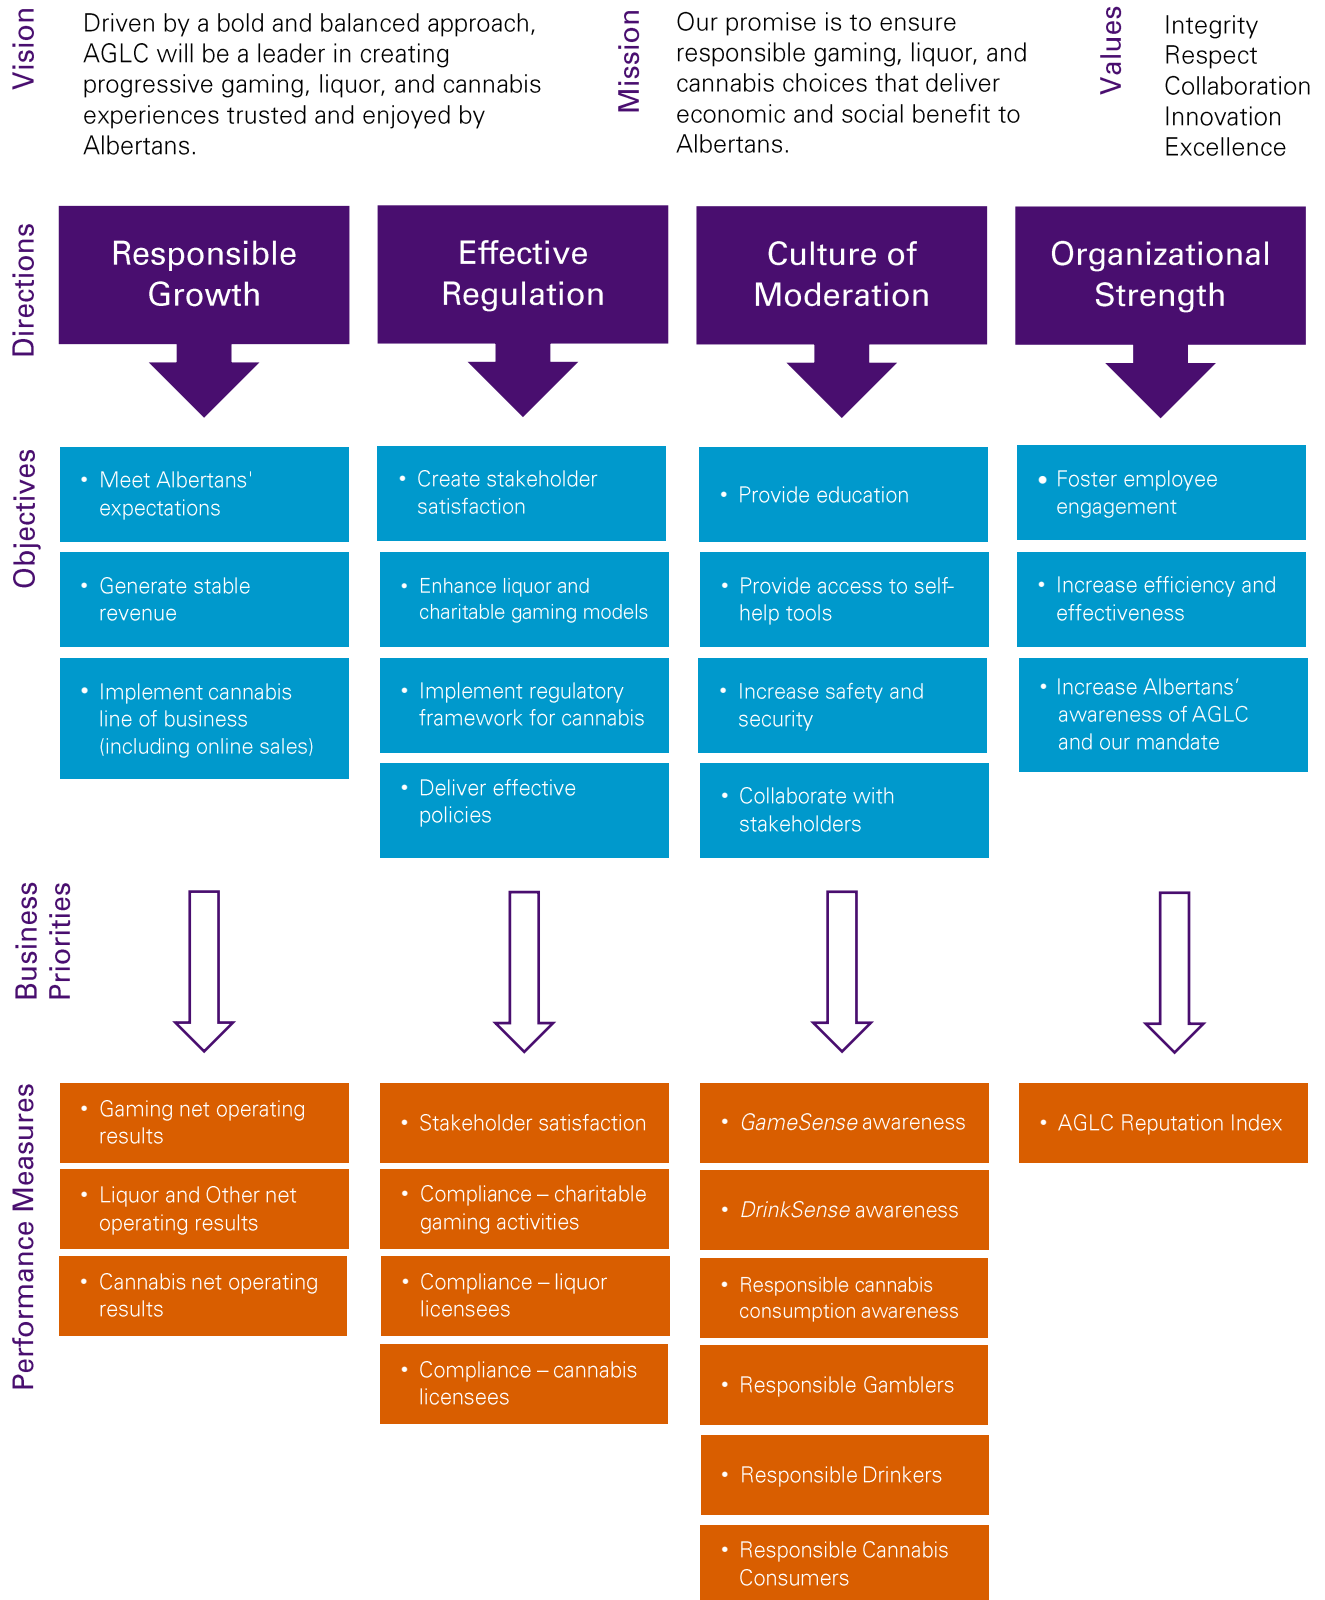 Vision
Driven by a bold and balanced approach,
AGLC will be a leader in creating
progressive gaming, liquor, and cannabis
experiences trusted and enjoyed by
Albertans.
Mission
Our promise is to ensure
responsible gaming, liquor, and
cannabis choices that deliver
economic and social benefit to
Albertans.
Values
Integrity
Respect
Collaboration
Innovation
Excellence
Directions
Responsible
Growth
Effective
Regulation
Culture of
Moderation
Organizational
Strength
Objectives
• Meet Albertans'
expectations
• Generate stable
revenue
• Implement cannabis
line of business
(including online sales)
• Create stakeholder
satisfaction
• Enhance liquor and
charitable gaming models
• Implement regulatory
framework for cannabis
• Deliver effective
policies
• Provide education
• Provide access to self-
help tools
• Increase safety and
security
• Collaborate with
stakeholders
• Foster employee
engagement
• Increase efficiency and
effectiveness
• Increase Albertans’
awareness of AGLC
and our mandate
Business
Priorities
Performance Measures
• Gaming net operating
results
• Liquor and Other net
operating results
• Cannabis net operating
results
• Stakeholder satisfaction
• Compliance – charitable
gaming activities
• Compliance – liquor
licensees
• Compliance – cannabis
licensees
• GameSense awareness
• DrinkSense awareness
• Responsible cannabis
consumption awareness
• Responsible Gamblers
• Responsible Drinkers
• Responsible Cannabis
Consumers
• AGLC Reputation Index